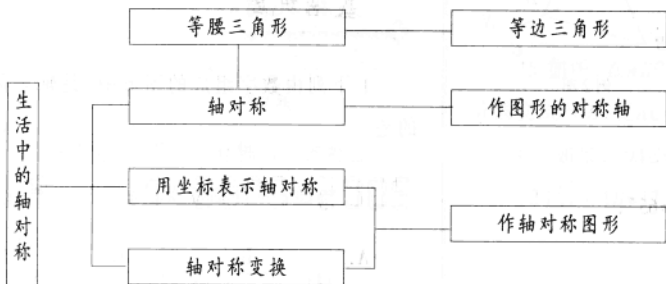 等腰三角形
等边三角形
生活中的轴对称
轴对称
作图形的对称轴
用坐标表示轴对称
作轴对称图形
轴对称变换